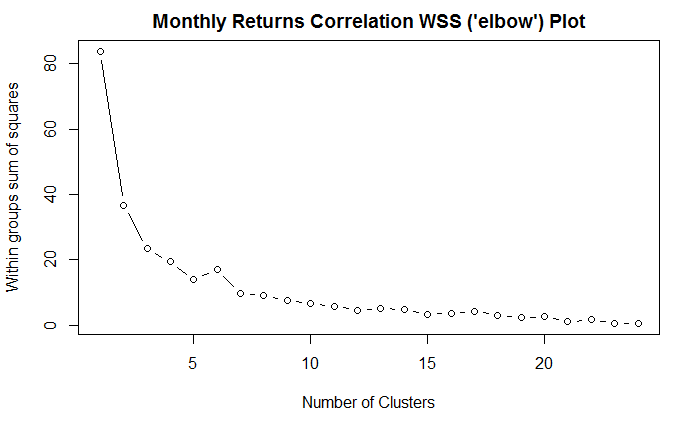 Monthly Returns Correlation WSS ('elbow') Plot
Within groups sum of squares
80
60
40
20
0
5 10 15 20
Number of Clusters